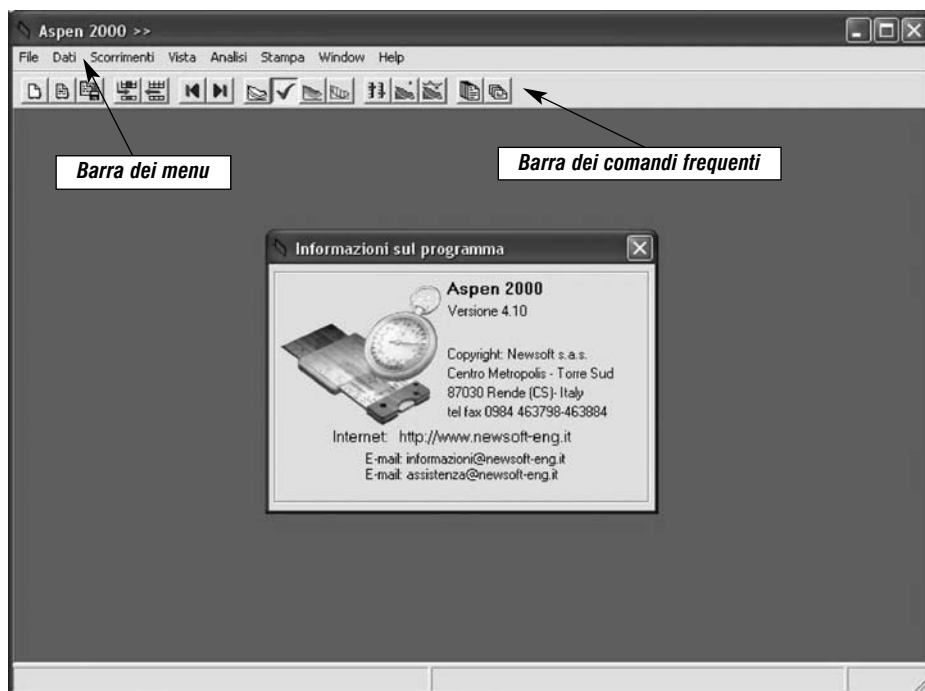 Aspen 2000 >>
File Dati Scorrimenti Vista Analisi Stampa Window Help
Barra dei menu
Barra dei comandi frequenti
Informazioni sul programma
Aspen 2000
Versione 4.10
Copyright: Newsoft s.a.s.
Centro Metropolis - Torre Sud
87030 Rende (CS)- Italy
tel fax 0984 463798-463884
Internet: http://www.newsoft-eng.it
E-mail: informazioni@newsoft-eng.it
E-mail: assistenza@newsoft-eng.it